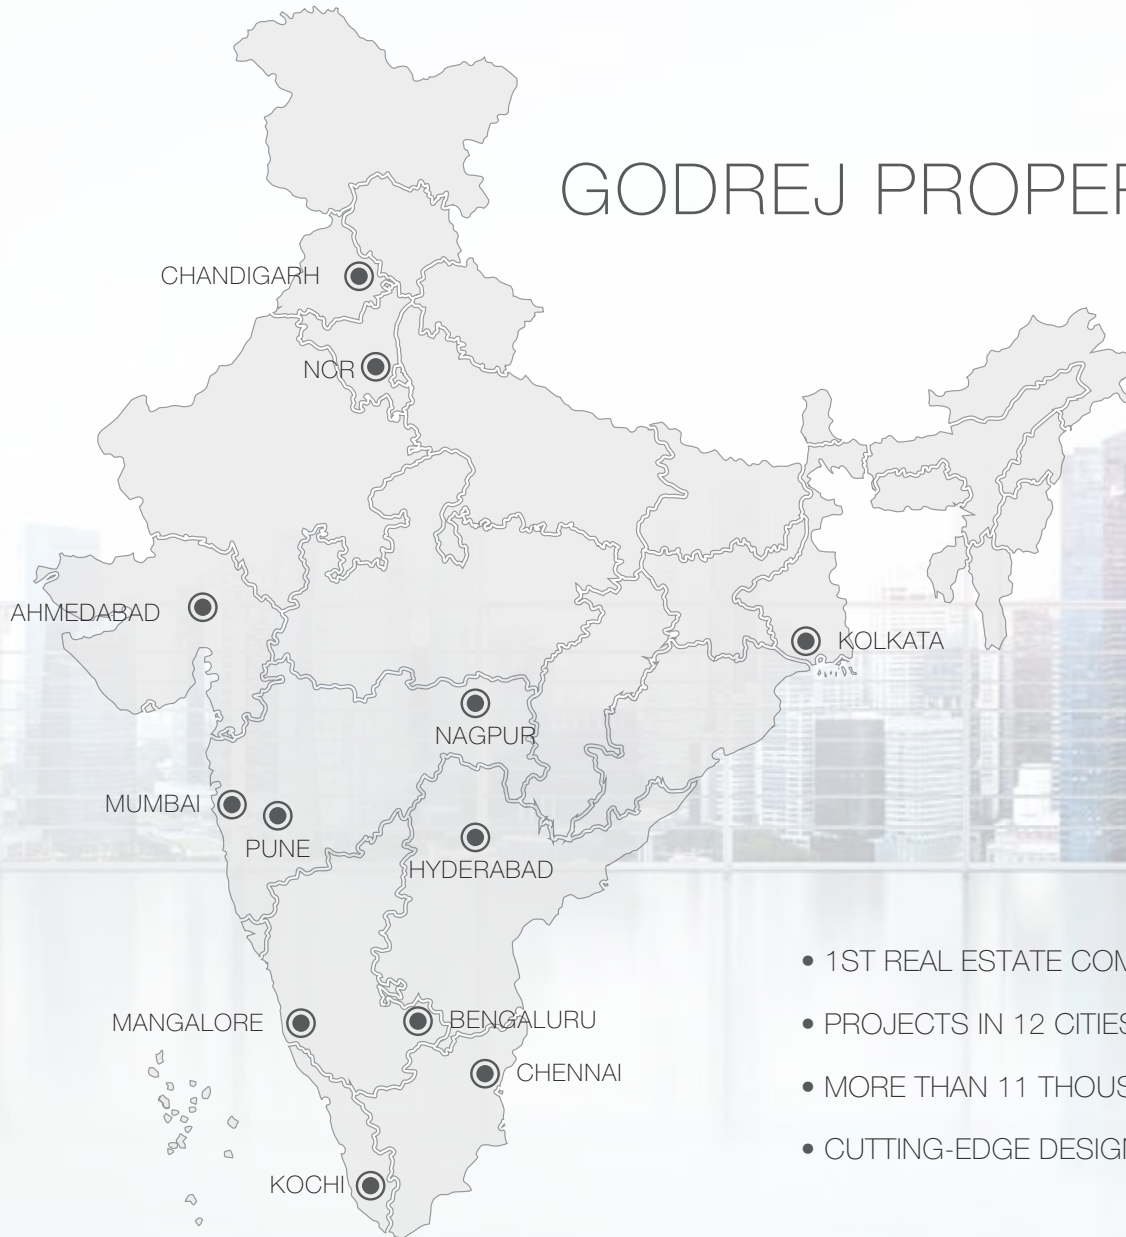 GODREJ PROPER
CHANDIGARH
NCR
AHMEDABAD
KOLKATA
NAGPUR
MUMBAI
PUNE
HYDERABAD
MANGALORE
BENGALURU
CHENNAI
KOCHI
• 1ST REAL ESTATE COM
• PROJECTS IN 12 CITIES
• MORE THAN 11 THOUS
• CUTTING-EDGE DESIGN